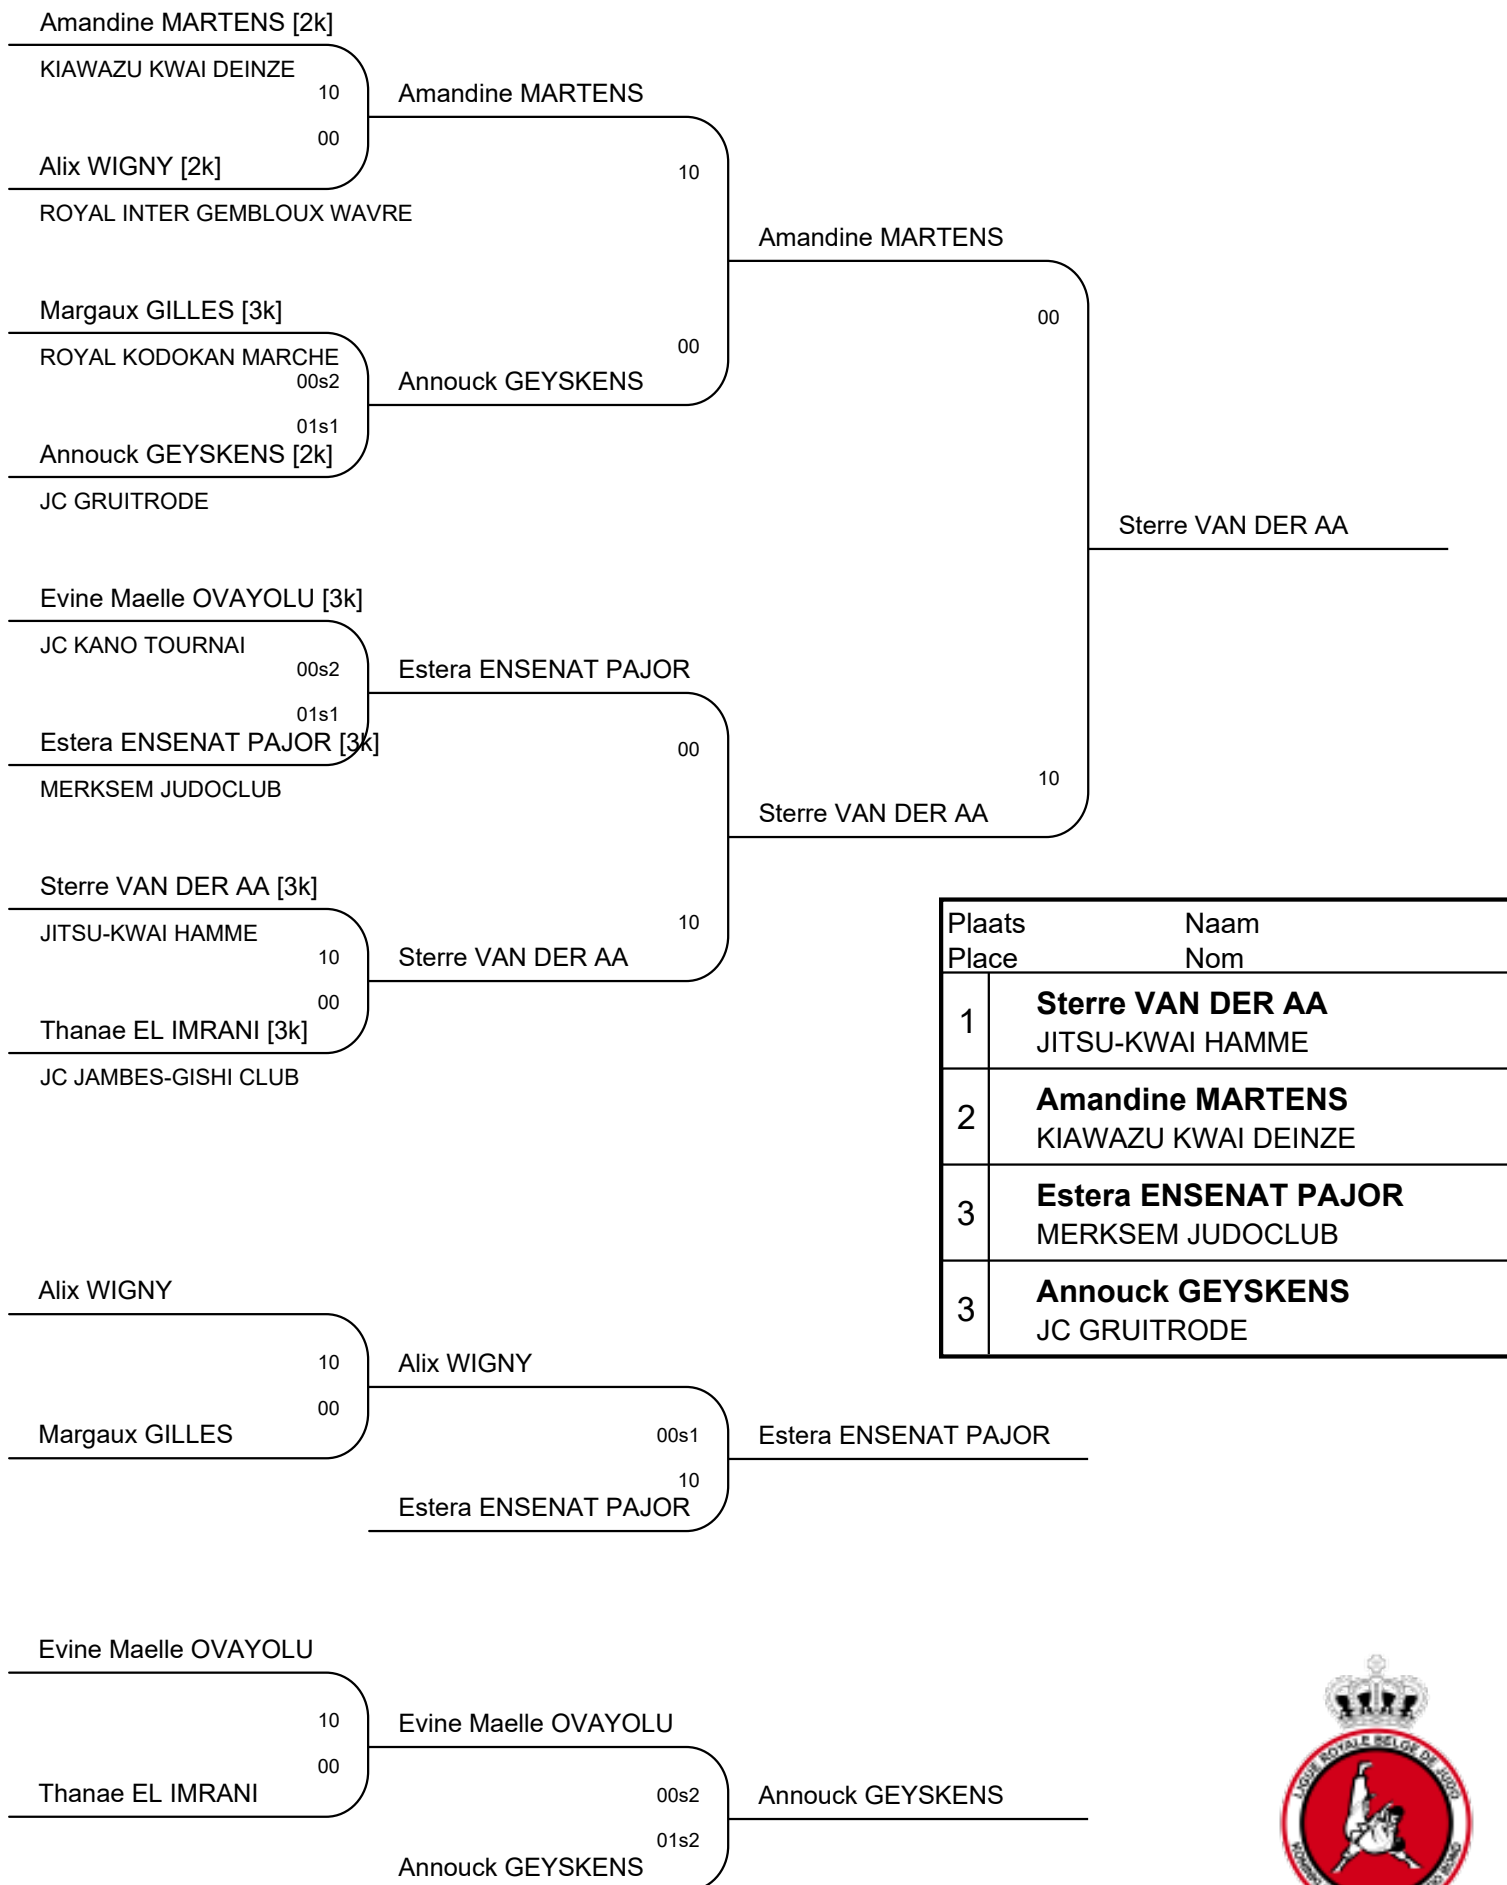 Amandine MARTENS [2k]
KIAWAZU KWAI DEINZE
10
Amandine MARTENS
00
Alix WIGNY [2k]
10
ROYAL INTER GEMBLOUX WAVRE
Amandine MARTENS
Margaux GILLES [3k]
00
ROYAL KODOKAN MARCHE
00
00s2
Annouck GEYSKENS
01s1
Annouck GEYSKENS [2k]
JC GRUITRODE
Sterre VAN DER AA
Evine Maelle OVAYOLU [3k]
JC KANO TOURNAI
00s2
Estera ENSENAT PAJOR
01s1
Estera ENSENAT PAJOR [3k]
00
MERKSEM JUDOCLUB
10
Sterre VAN DER AA
Sterre VAN DER AA [3k]
JITSU-KWAI HAMME
10
10
Sterre VAN DER AA
00
Thanae EL IMRANI [3k]
JC JAMBES-GISHI CLUB
Plaats Naam
Place Nom
1 Sterre VAN DER AA
JITSU-KWAI HAMME
2 Amandine MARTENS
KIAWAZU KWAI DEINZE
3 Estera ENSENAT PAJOR
MERKSEM JUDOCLUB
3 Annouck GEYSKENS
JC GRUITRODE
Alix WIGNY
10
Alix WIGNY
00
Margaux GILLES
00s1
Estera ENSENAT PAJOR
10
Estera ENSENAT PAJOR
Evine Maelle OVAYOLU
10
Evine Maelle OVAYOLU
00
Thanae EL IMRANI
00s2
Annouck GEYSKENS
01s2
Annouck GEYSKENS
LIGUE ROYALE BELGE DE JUDO